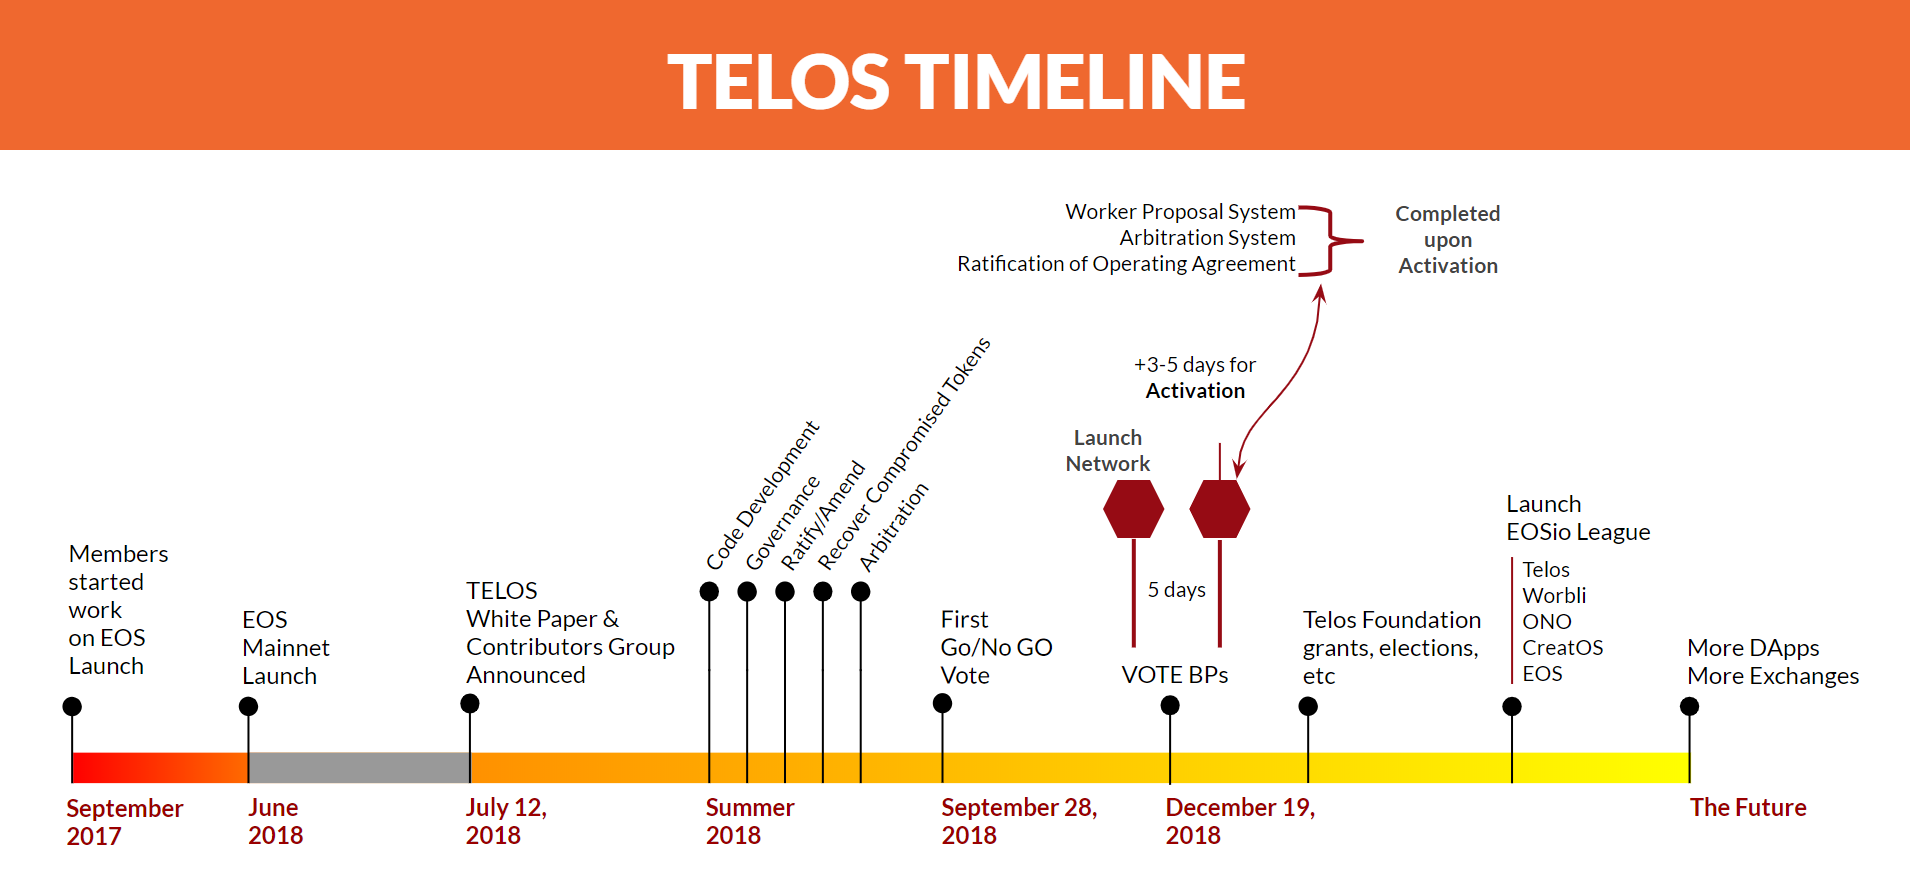 TELOS TIMELINE
Worker Proposal System
Arbitration System
Ratification of Operating Agreement
Completed
upon
Activation
+3-5 days for
Activation
Launch
Network
5 days
VOTE BPs
Members
started
work
on EOS
Launch
EOS
Mainnet
Launch
TELOS
White Paper &
Contributors Group
Announced
Code Development
Governance
Ratify/Amend
Recover Compromised Tokens
Arbitration
First
Go/No GO
Vote
Telos Foundation
grants, elections,
etc
Launch
EOSio League
Telos
Worbli
ONO
CreatOS
EOS
More DApps
More Exchanges
September
2017
June
2018
July 12,
2018
Summer
2018
September 28,
2018
December 19,
2018
The Future